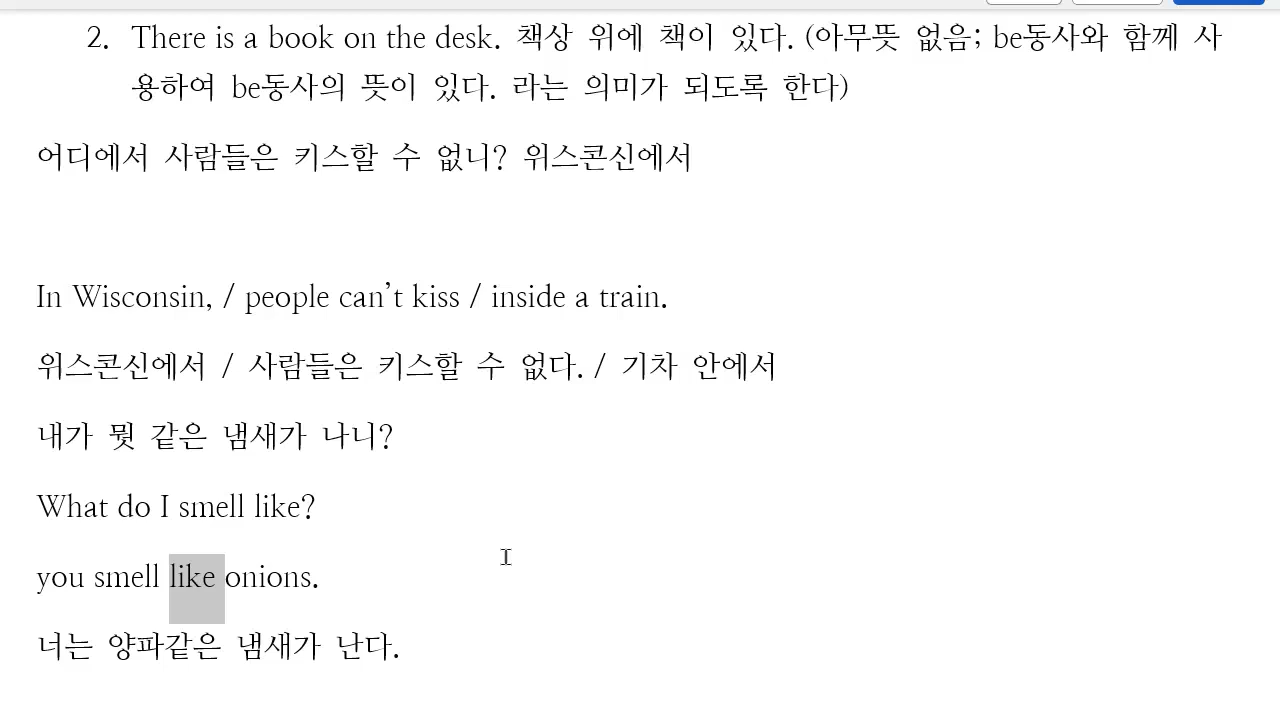 2. There is a book on the desk. 책상 위에 책이 있다. (아무뜻 없음; be동사와 함께 사
용하여 be동사의 뜻이 있다. 라는 의미가 되도록 한다)
어디에서 사람들은 키스할 수 없니? 위스콘신에서
In Wisconsin, / people can’t kiss / inside a train.
위스콘신에서 / 사람들은 키스할 수 없다. / 기차 안에서
내가 뭣 같은 냄새가 나니?
What do I smell like?
you smell like onions.
너는 양파같은 냄새가 난다.